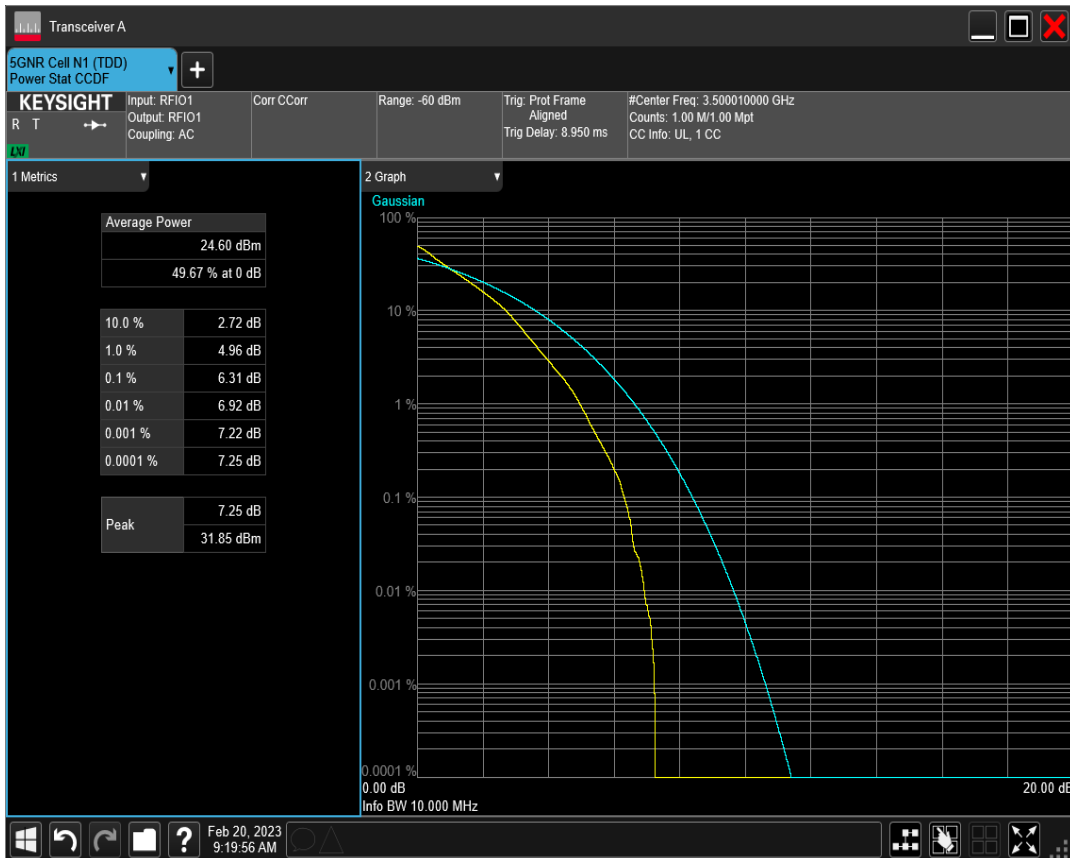 Transceiver A
5GNR Cell N1 (TDD)
Power Stat CCDF
+
KEYSIGHT
R T
LXI
Input: RFIO1
Output: RFIO1
Coupling: AC
Corr CCorr
Range: -60 dBm
Trig: Prot Frame
Aligned
Trig Delay: 8.950 ms
#Center Freq: 3.500010000 GHz
Counts: 1.00 M/1.00 Mpt
CC Info: UL, 1 CC
1 Metrics
Average Power
24.60 dBm
49.67 % at 0 dB
10.0 % 2.72 dB
1.0 % 4.96 dB
0.1 % 6.31 dB
0.01 % 6.92 dB
0.001 % 7.22 dB
0.0001 % 7.25 dB
Peak 7.25 dB
31.85 dBm
2 Graph
Gaussian
100 %
10 %
1 %
0.1 %
0.01 %
0.001 %
0.0001 %
0.00 dB 20.00 dB
Info BW 10.000 MHz
?
Feb 20, 2023
9:19:56 AM